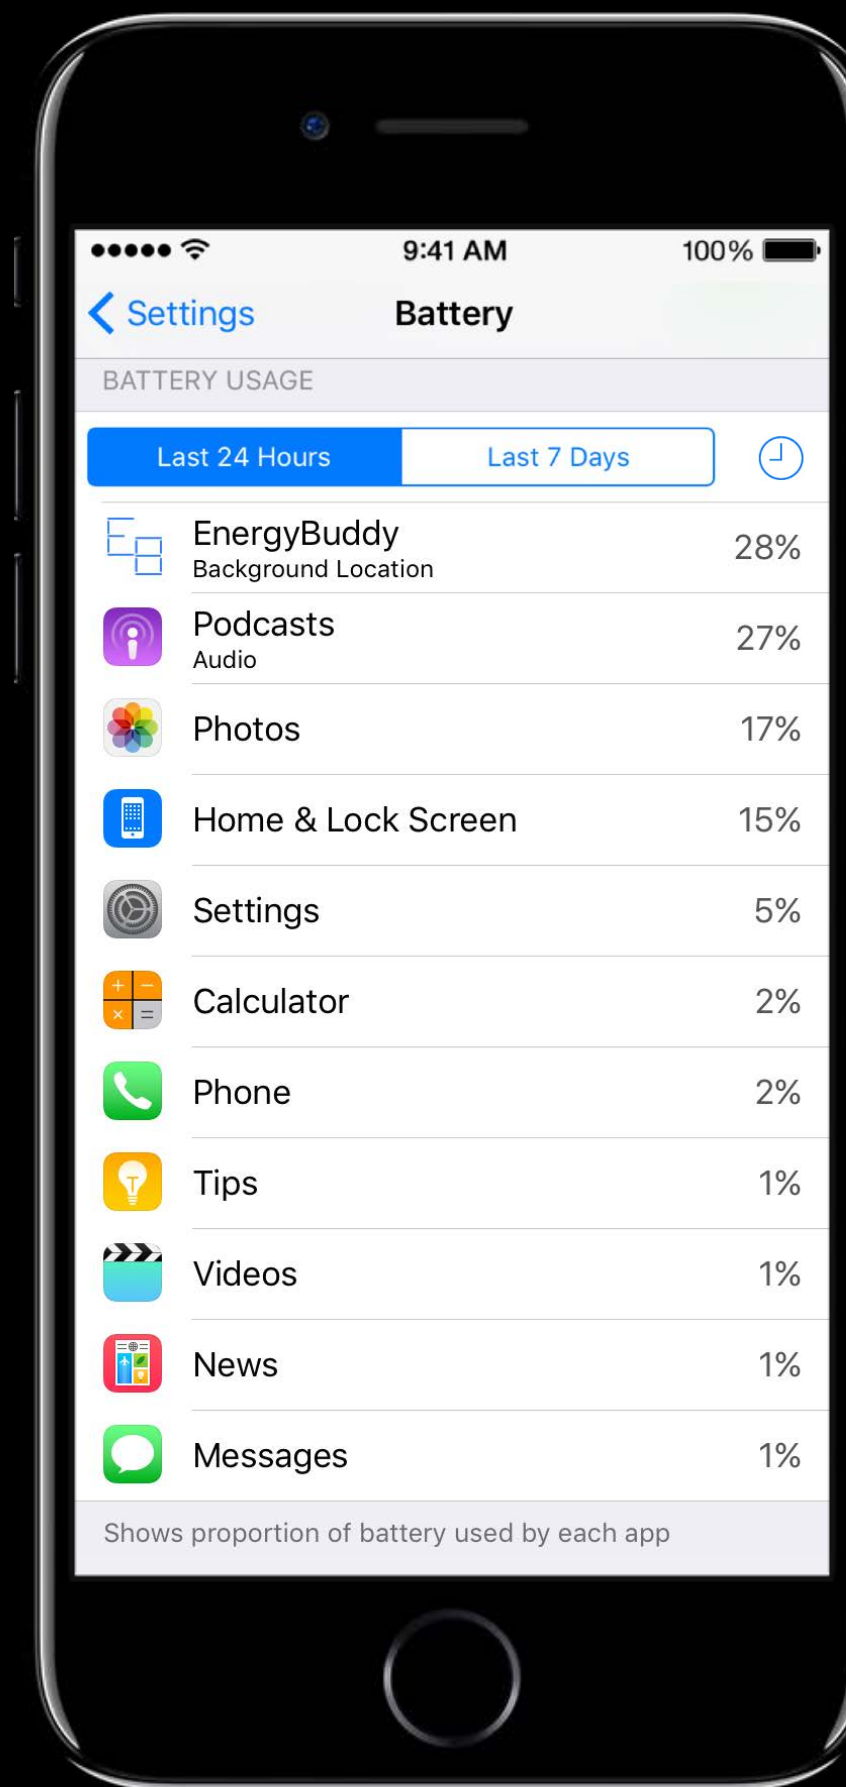 9:41 AM
100%
Settings
Battery
BATTERY USAGE
Last 24 Hours
Last 7 Days
EnergyBuddy
Background Location
28%
Podcasts
Audio
27%
Photos
17%
Home & Lock Screen
15%
Settings
5%
Calculator
2%
Phone
2%
Tips
1%
Videos
1%
News
1%
Messages
1%
Shows proportion of battery used by each app